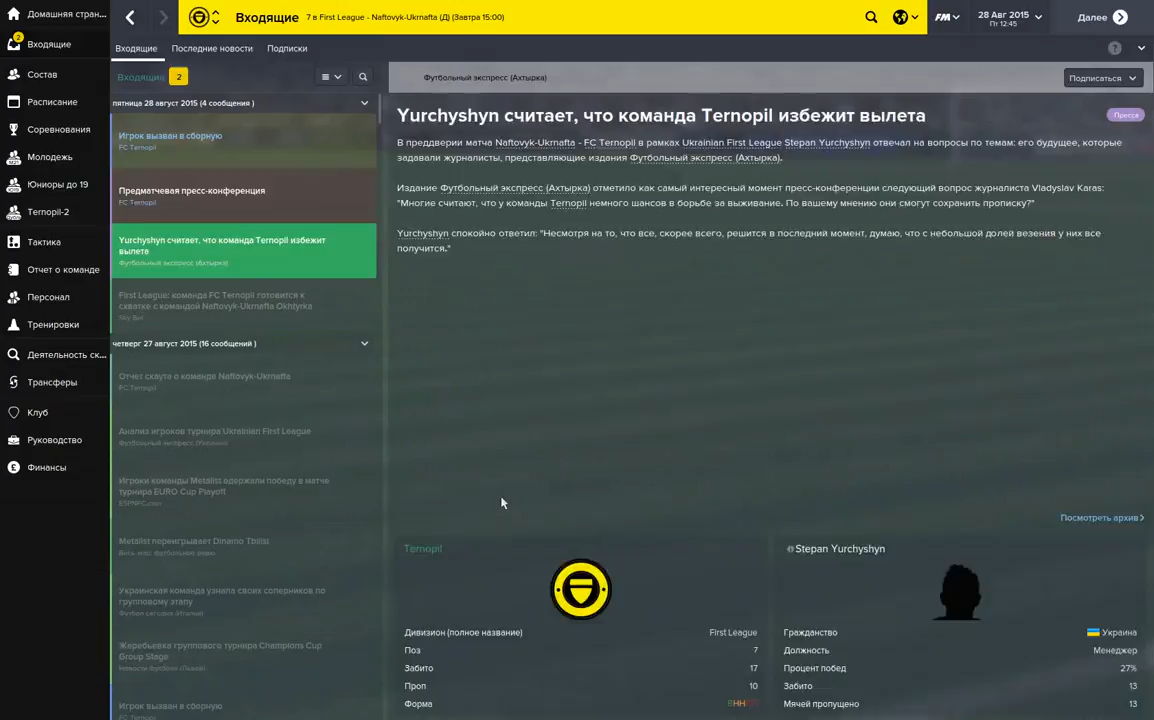 Домашняя стран...
Входящие
7 в First League - Naftovyk-Ukrnafta (Д) (Завтра 15:00)
FM
28 Авг 2015
Пт 12:45
Далее
2
Входящие
Состав
Расписание
Соревнования
Молодежь
Юниоры до 19
Ternopil-2
Тактика
Отчет о команде
Персонал
Тренировки
Деятельность ск...
Трансферы
Клуб
Руководство
Финансы
Входящие
Последние новости
Подписки
Входящие
2
пятница 28 август 2015 (4 сообщения )
Игрок вызван в сборную
FC Ternopil
Предматчевая пресс-конференция
FC Ternopil
Yurchyshyn считает, что команда Ternopil избежит
вылета
Футбольный экспресс (Ахтырка)
First League: команда FC Ternopil готовится к
схватке с командой Naftovyk-Ukrnafta Okhtyrka
четверг 27 август 2015 (16 сообщений )
Отчет скаута о команде Naftovyk-Ukrnafta
FC Ternopil
Анализ игроков турнира Ukrainian First League
Футбольный экспресс (Украина)
Игроки команды Metalist одержали победу в матче
турнира EURO Cup Playoff
ESPNFC.com
Metalist переигрывает Dinamo Tbilisi
Украинская команда узнала своих соперников по
групповому этапу
Футбол сегодня (Италия)
Жеребьевка группового турнира Champions Cup
Group Stage
Игрок вызван в сборную
FC Ternopil
Футбольный экспресс (Ахтырка)
Подписаться
Yurchyshyn считает, что команда Ternopil избежит вылета
Пресса
В преддверии матча Naftovyk-Ukrnafta - FC Ternopil в рамках Ukrainian First League Stepan Yurchyshyn отвечал на вопросы по темам: его будущее, которые
задавали журналисты, представляющие издания Футбольный экспресс (Ахтырка).
Издание Футбольный экспресс (Ахтырка) отметило как самый интересный момент пресс-конференции следующий вопрос журналиста Vladyslav Karas:
"Многие считают, что у команды Ternopil немного шансов в борьбе за выживание. По вашему мнению они смогут сохранить прописку?"
Yurchyshyn спокойно ответил: "Несмотря на то, что все, скорее всего, решится в последний момент, думаю, что с небольшой долей везения у них все
получится."
Посмотреть архив
Ternopil
Дивизион (полное название) First League
Поз 7
Забито 17
Проп 10
Форма
Stepan Yurchyshyn
Гражданство Украина
Должность Менеджер
Процент побед 27%
Забито 13
Мячей пропущено 13